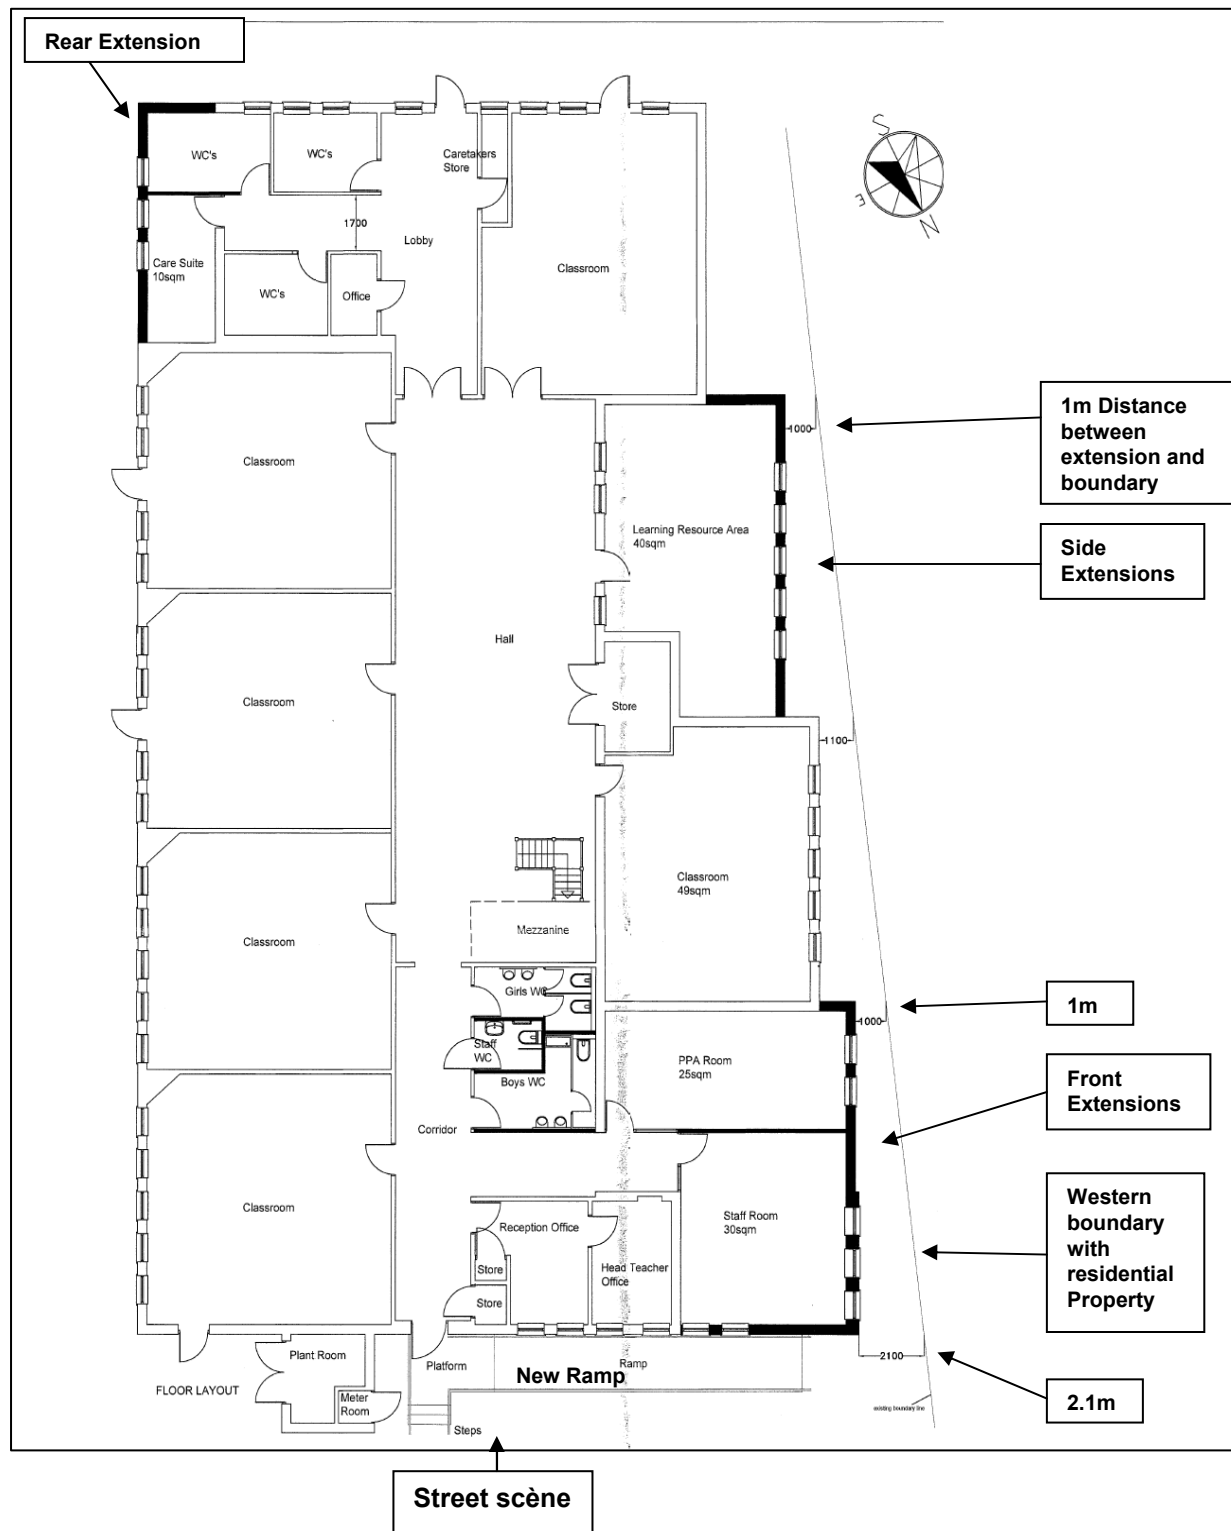 Rear Extension
S
E
N
WC's
WC's
Caretakers
Store
1700
Lobby
Care Suite
10sqm
Classroom
WC's
Office
1m Distance
between
extension and
boundary
1000
Classroom
Learning Resource Area
40sqm
Side
Extensions
Hall
Classroom
Store
1100
Classroom
49sqm
Mezzanine
Classroom
Girls WC
1m
1000
Staff
WC
PPA Room
25sqm
Boys WC
Front
Extensions
Corridor
Classroom
Reception Office
Staff Room
30sqm
Western
boundary
with
residential
Property
Store
Head Teacher
Office
Store
Plant Room
Platform
Ramp
New Ramp
2100
FLOOR LAYOUT
Meter
Room
2.1m
existing boundary line
Steps
Street scène